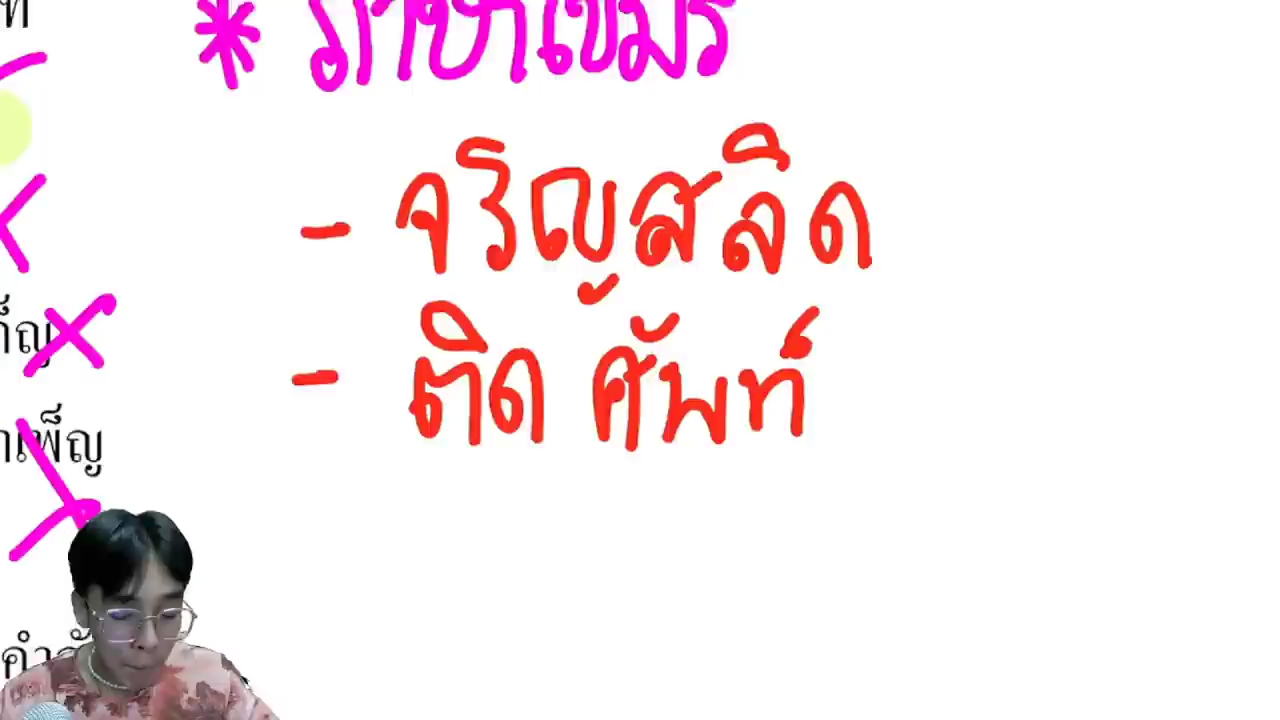 * ภาษาเขมร
- จริญสลิด
- ติด ศัพท์